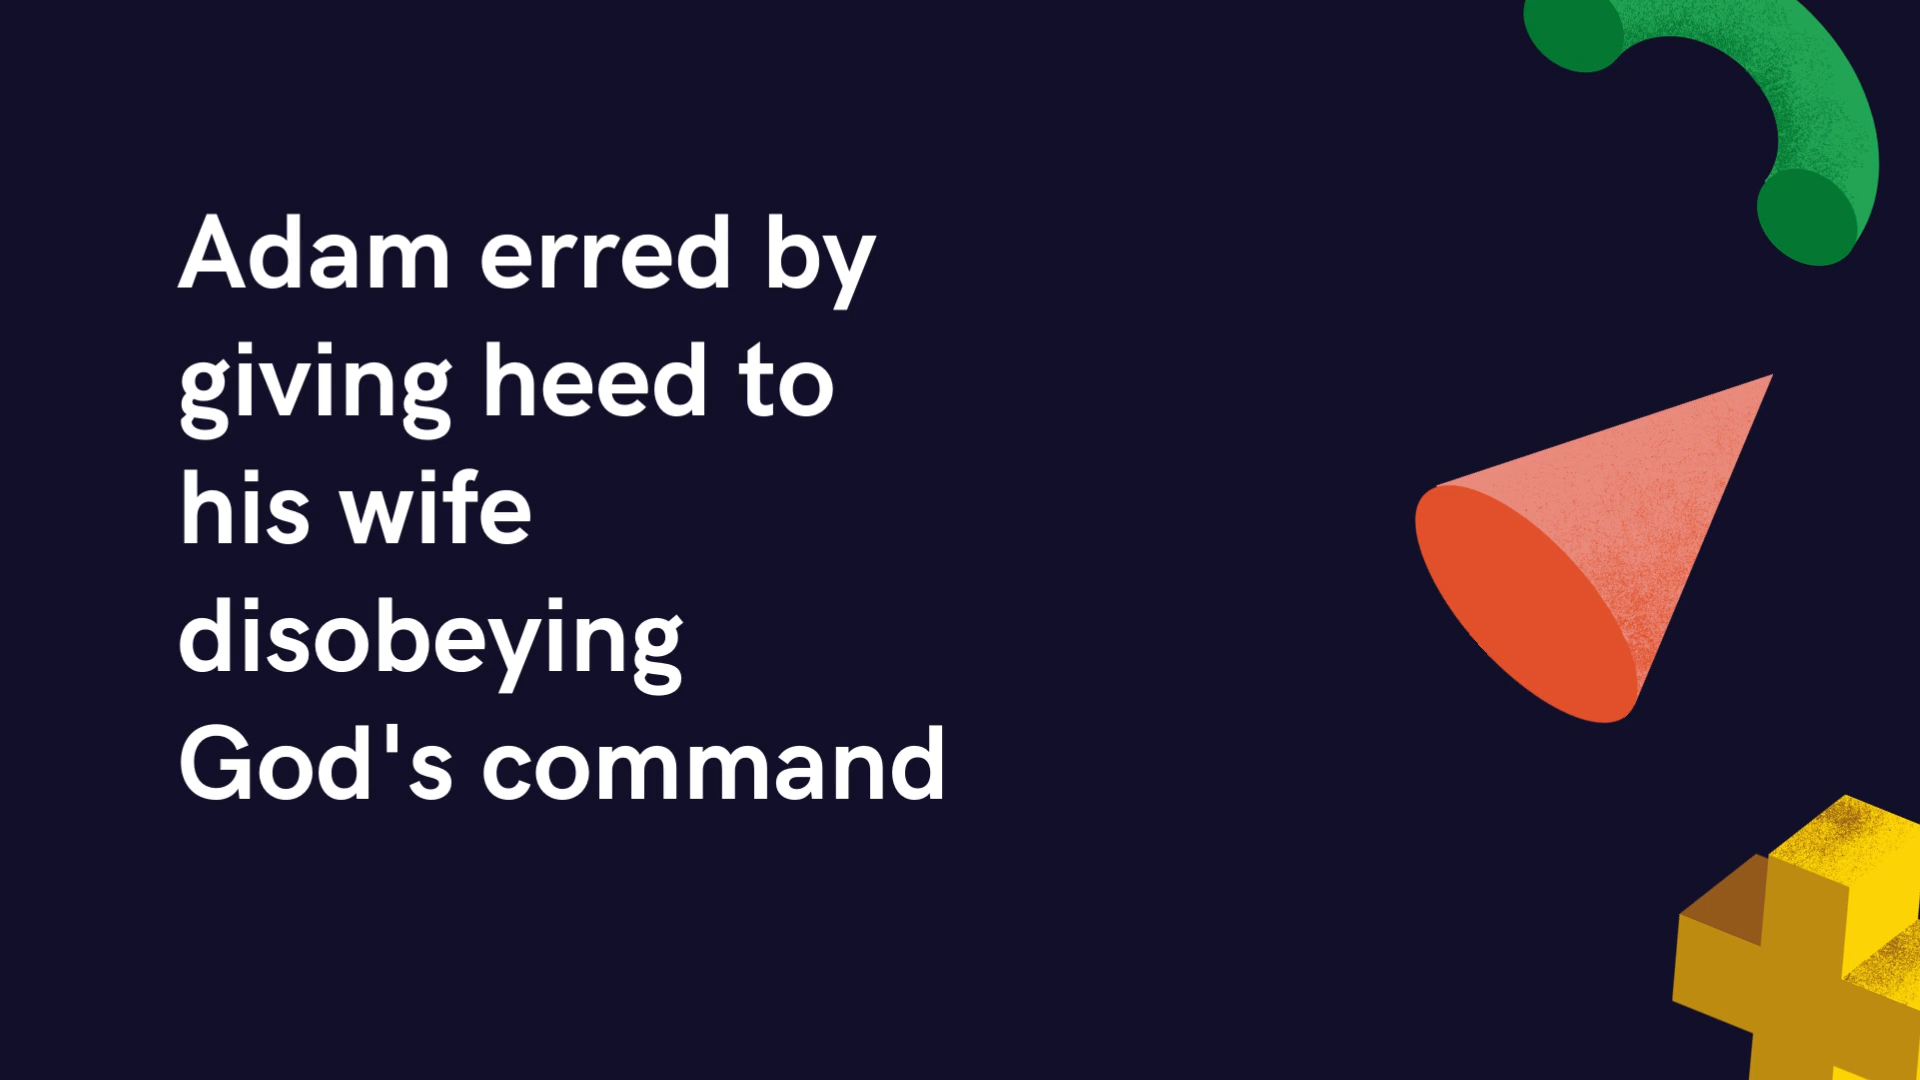 Adam erred by
giving heed to
his wife
disobeying
God's command